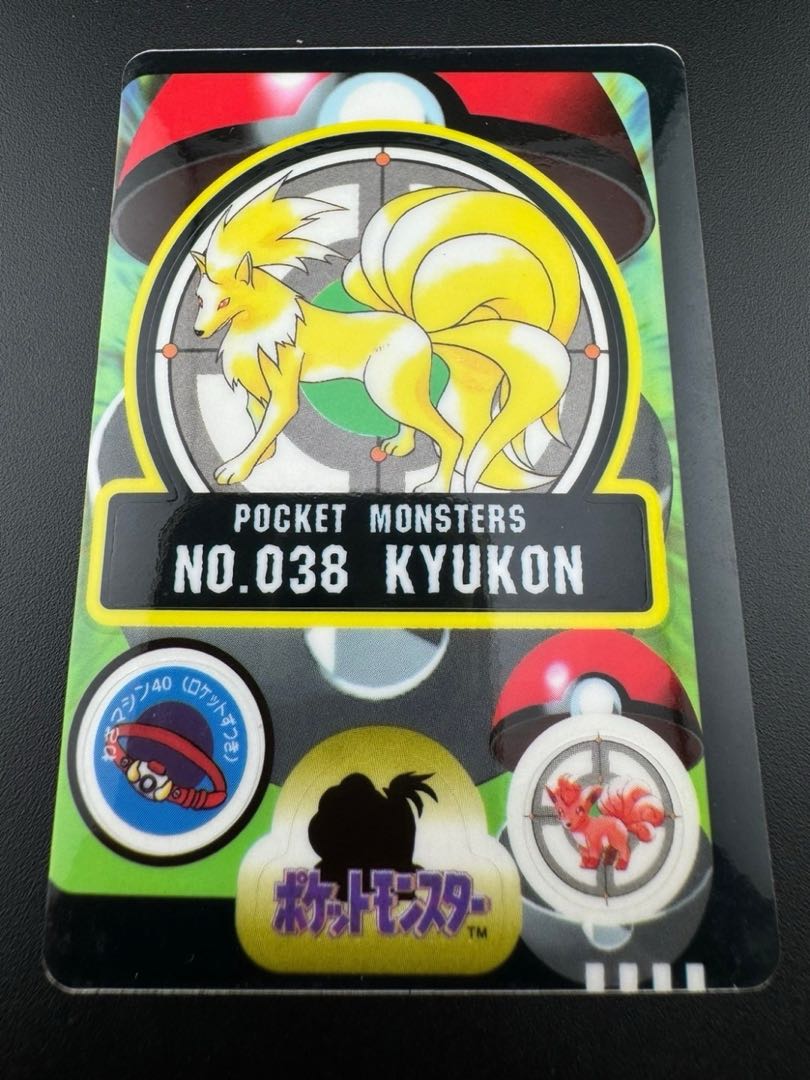 POCKET MONSTERS
NO.038 KYUKON
わざマシン40（ロケットずつき）
ポケットモンスター
TM